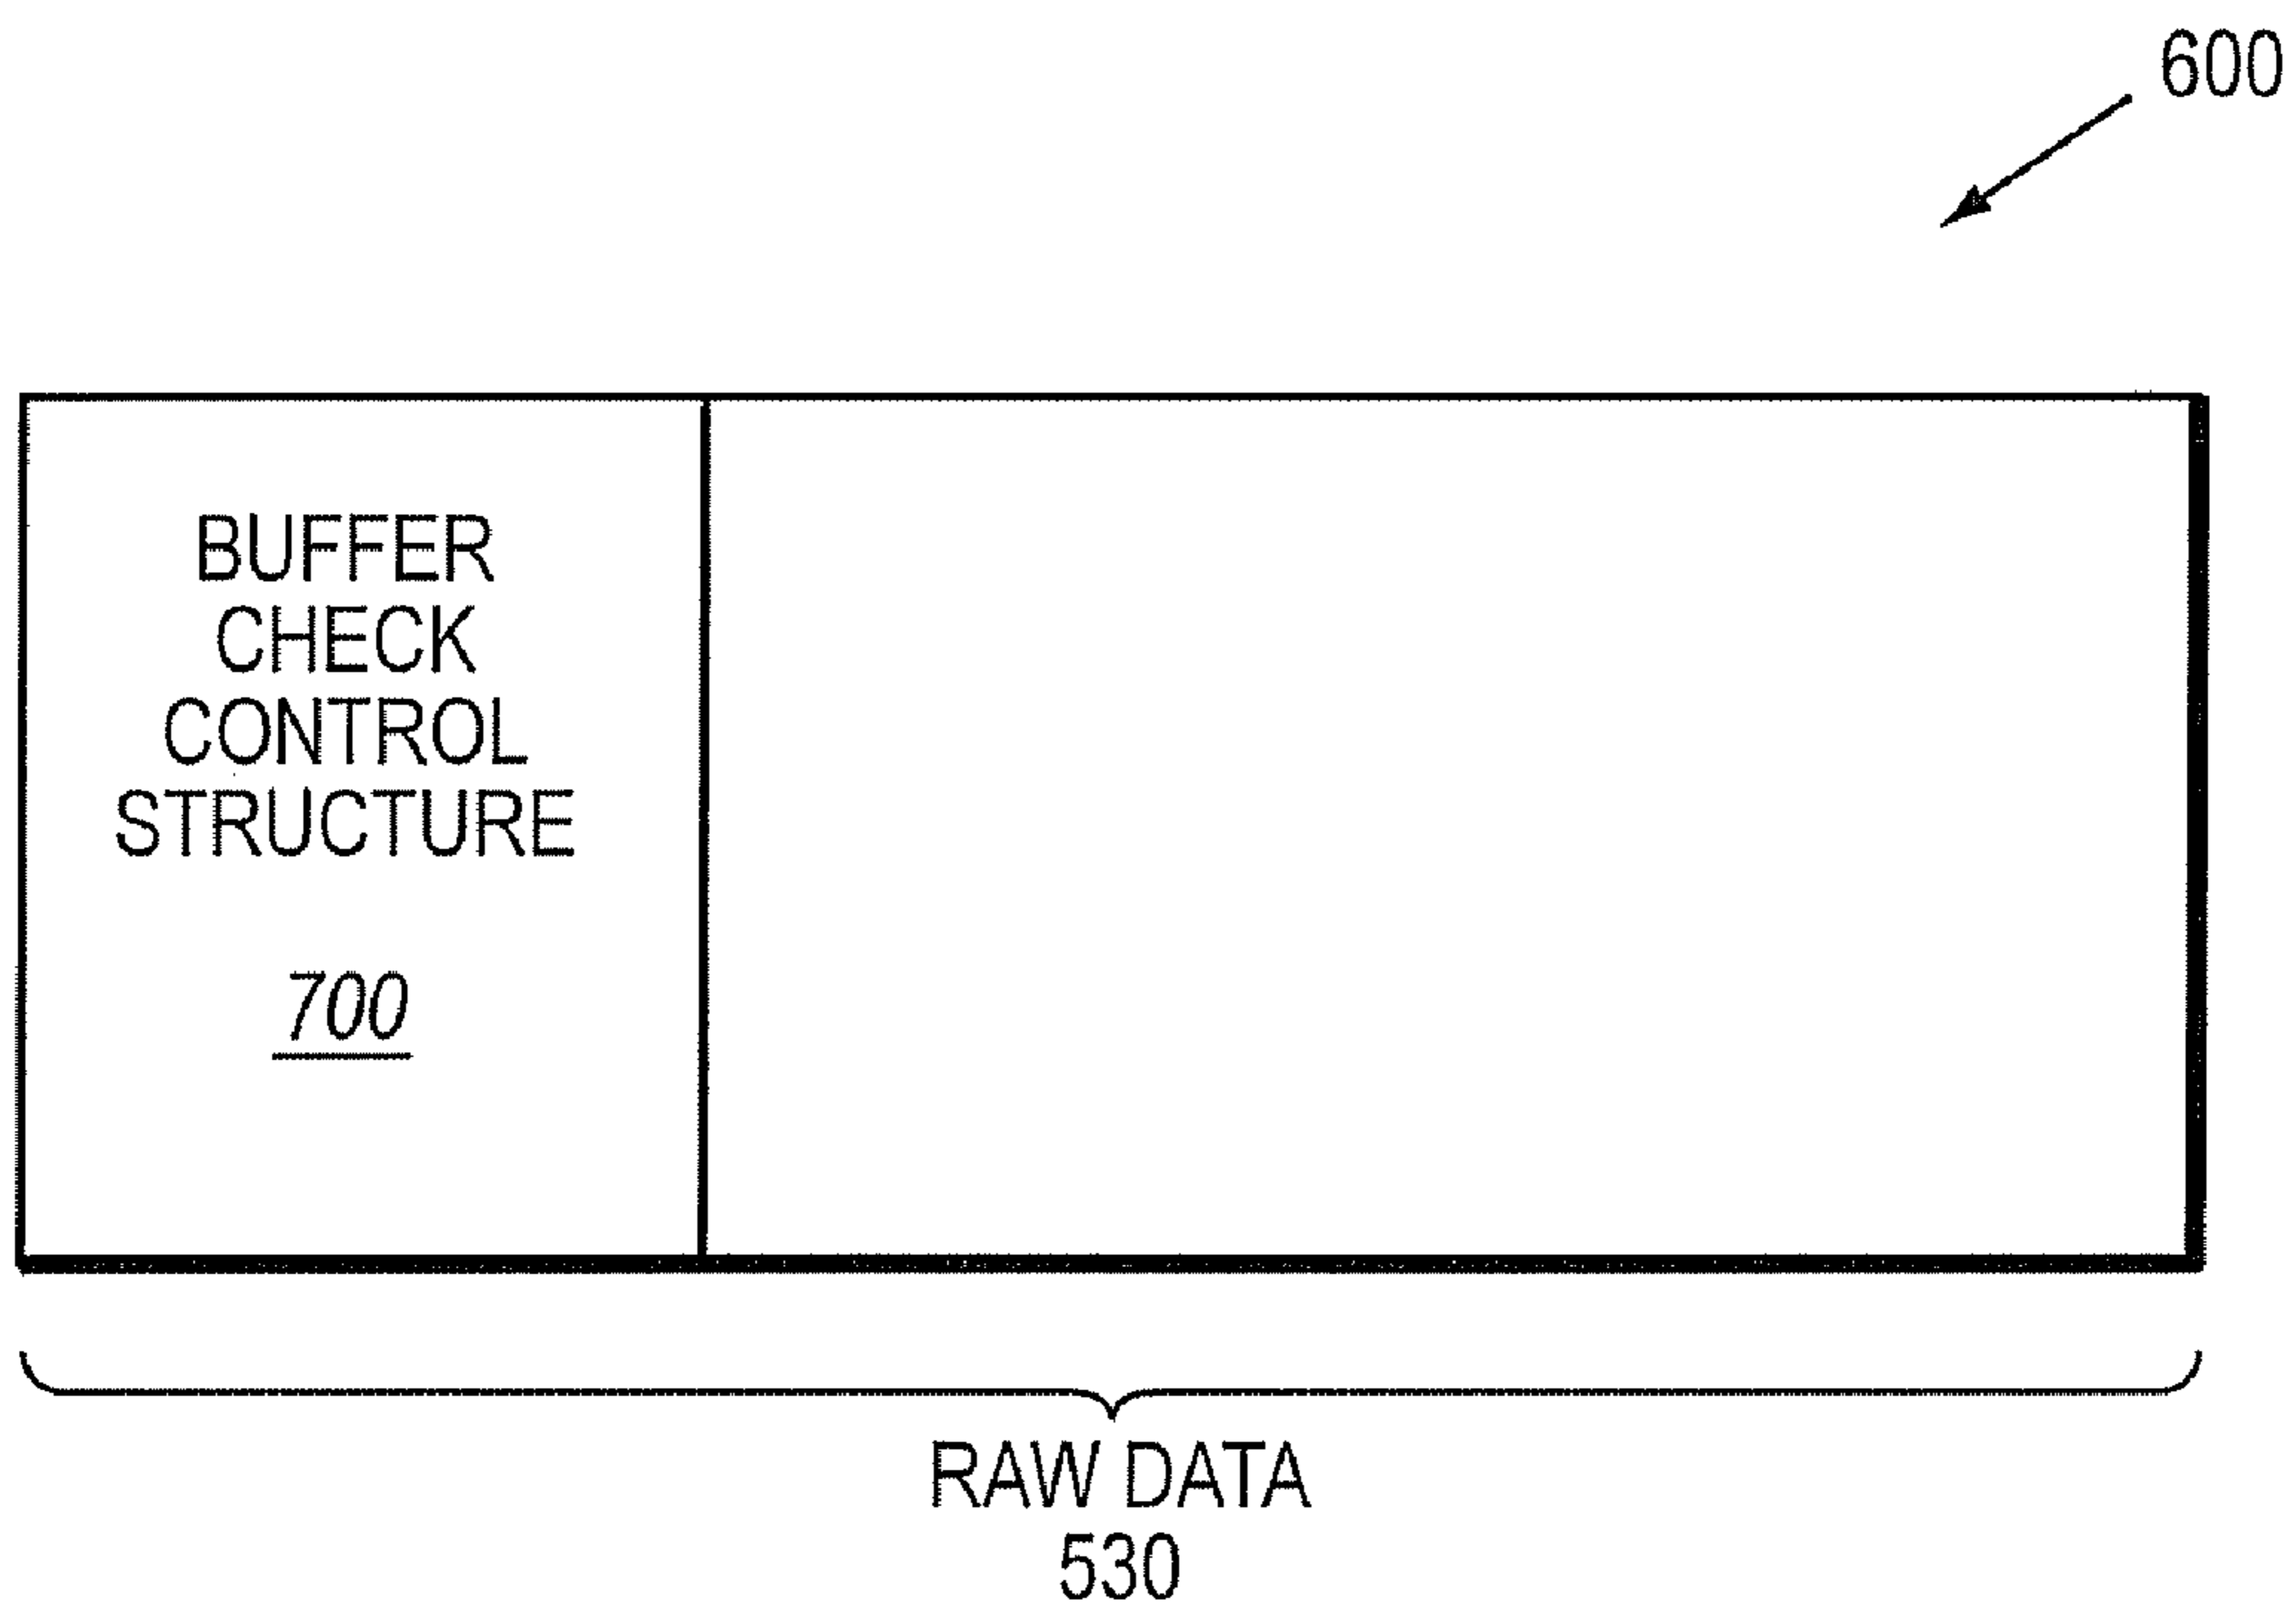 600
BUFFER
CHECK
CONTROL
STRUCTURE
700
RAW DATA
530